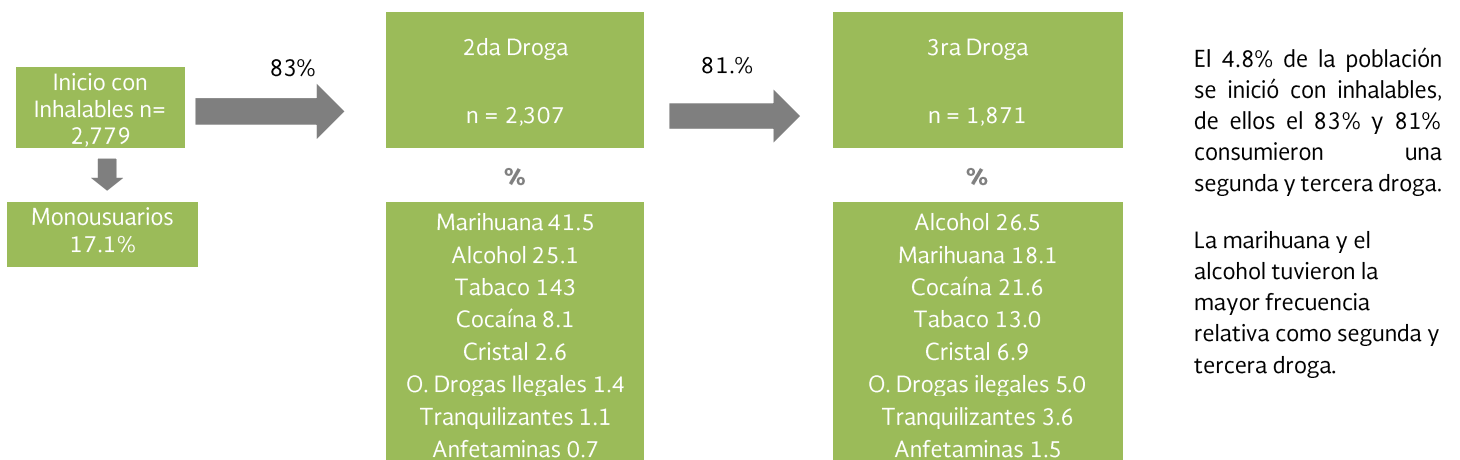 Inicio con
Inhalables n=
2,779
Monousuarios
17.1%
83%
2da Droga
n = 2,307
%
Marihuana 41.5
Alcohol 25.1
Tabaco 143
Cocaína 8.1
Cristal 2.6
O. Drogas Ilegales 1.4
Tranquilizantes 1.1
Anfetaminas 0.7
81.%
3ra Droga
n = 1,871
%
Alcohol 26.5
Marihuana 18.1
Cocaína 21.6
Tabaco 13.0
Cristal 6.9
O. Drogas ilegales 5.0
Tranquilizantes 3.6
Anfetaminas 1.5
El 4.8% de la población
se inició con inhalables,
de ellos el 83% y 81%
consumieron una
segunda y tercera droga.
La marihuana y el
alcohol tuvieron la
mayor frecuencia
relativa como segunda y
tercera droga.